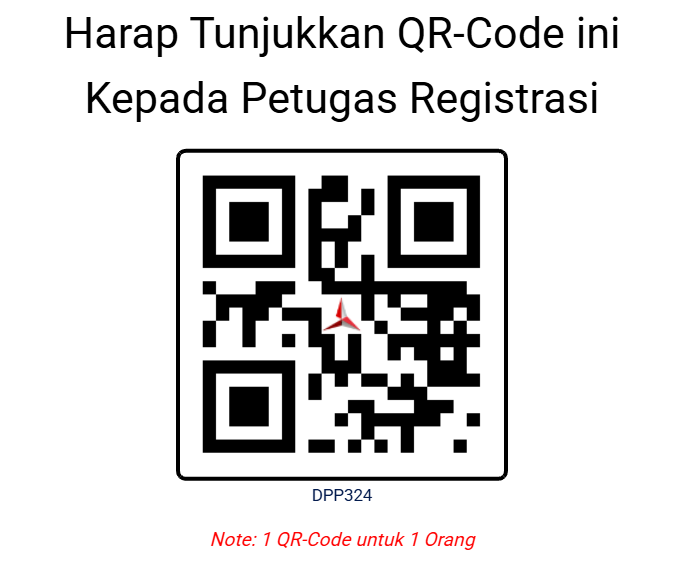 Harap Tunjukkan QR-Code ini
Kepada Petugas Registrasi
DPP324
Note: 1 QR-Code untuk 1 Orang